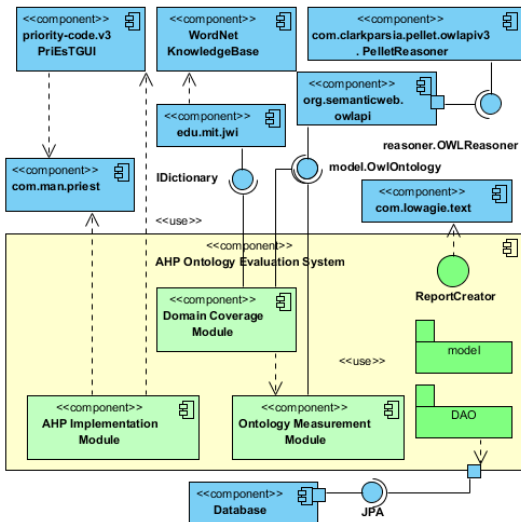 <<component>>
priority-code.v3
PriEsTGUI
<<component>>
WordNet
KnowledgeBase
<<component>>
com.clarkparsia.pellet.owlapiv3
. PelletReasoner
<<component>>
org.semanticweb.
owlapi
<<component>>
edu.mit.jwi
reasoner.OWLReasoner
<<component>>
com.man.priest
IDictionary
model.OwlOntology
<<component>>
com.lowagie.text
<<use>>
<<component>>
AHP Ontology Evaluation System
ReportCreator
<<component>>
Domain Coverage
Module
model
<<use>>
<<component>>
AHP Implementation
Module
<<component>>
Ontology Measurement
Module
DAO
<<component>>
Database
JPA